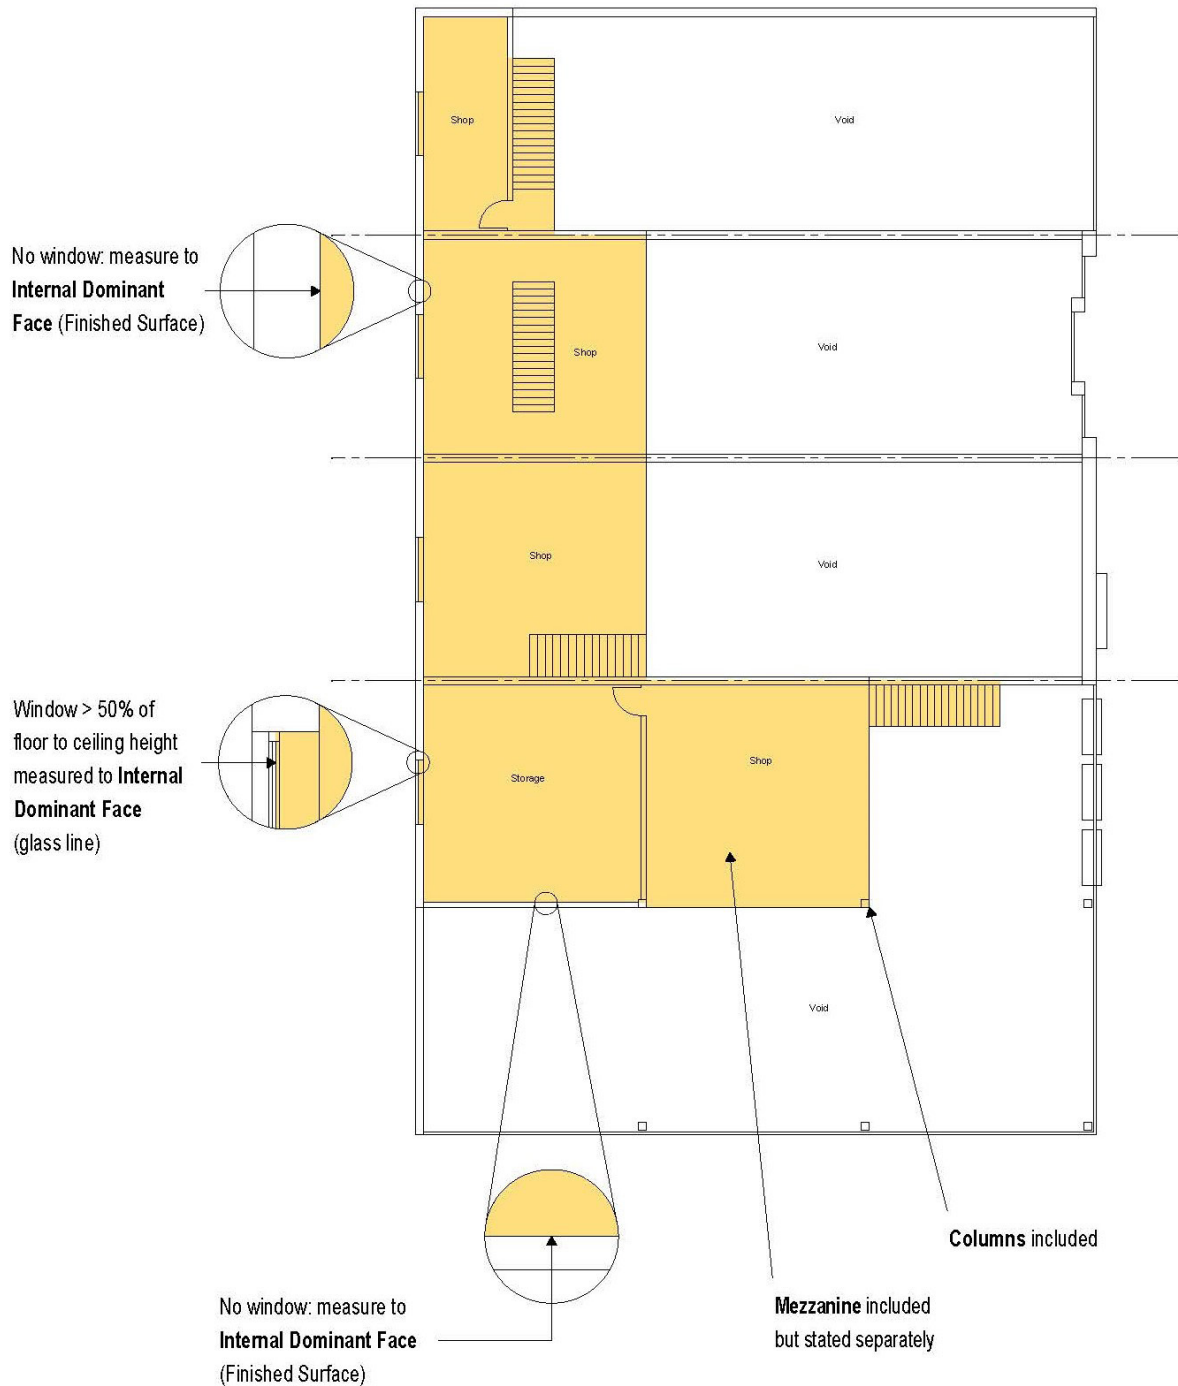 Shop
Void
No window: measure to
Internal Dominant
Face (Finished Surface)
Shop
Void
Shop
Void
Window > 50% of
floor to ceiling height
measured to Internal
Dominant Face
(glass line)
Storage
Shop
Void
Columns included
No window: measure to
Internal Dominant Face
(Finished Surface)
Mezzanine included
but stated separately